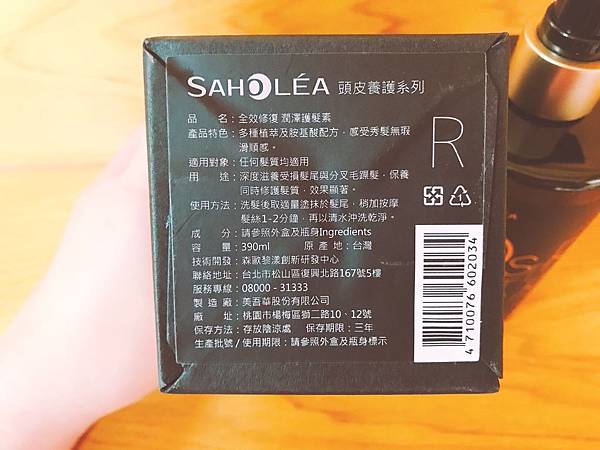 SAHOLÉA 頭皮養護系列
品　　名：全效修復 潤澤護髮素
產品特色：多種植萃及胺基酸配方，感受秀髮無瑕
滑順感。
適用對象：任何髮質均適用
用　　途：深度滋養受損髮尾與分叉毛躁髮，保養
同時修護髮質，效果顯著。
使用方法：洗髮後取適量塗抹於髮尾，稍加按摩
髮絲1-2分鐘，再以清水沖洗乾淨。
成　　分：請參照外盒及瓶身Ingredients
容　　量：390ml　　原 產 地：台灣
技術開發：森歐黎漾創新研發中心
聯絡地址：台北市松山區復興北路167號5樓
服務專線：08000 - 31333
製 造 廠：美吾華股份有限公司
廠　　址：桃園市楊梅區獅二路10、12號
保存方法：存放陰涼處　保存期限：三年
生產批號／使用期限：請參照外盒及瓶身標示
R
1
4 710076 602034